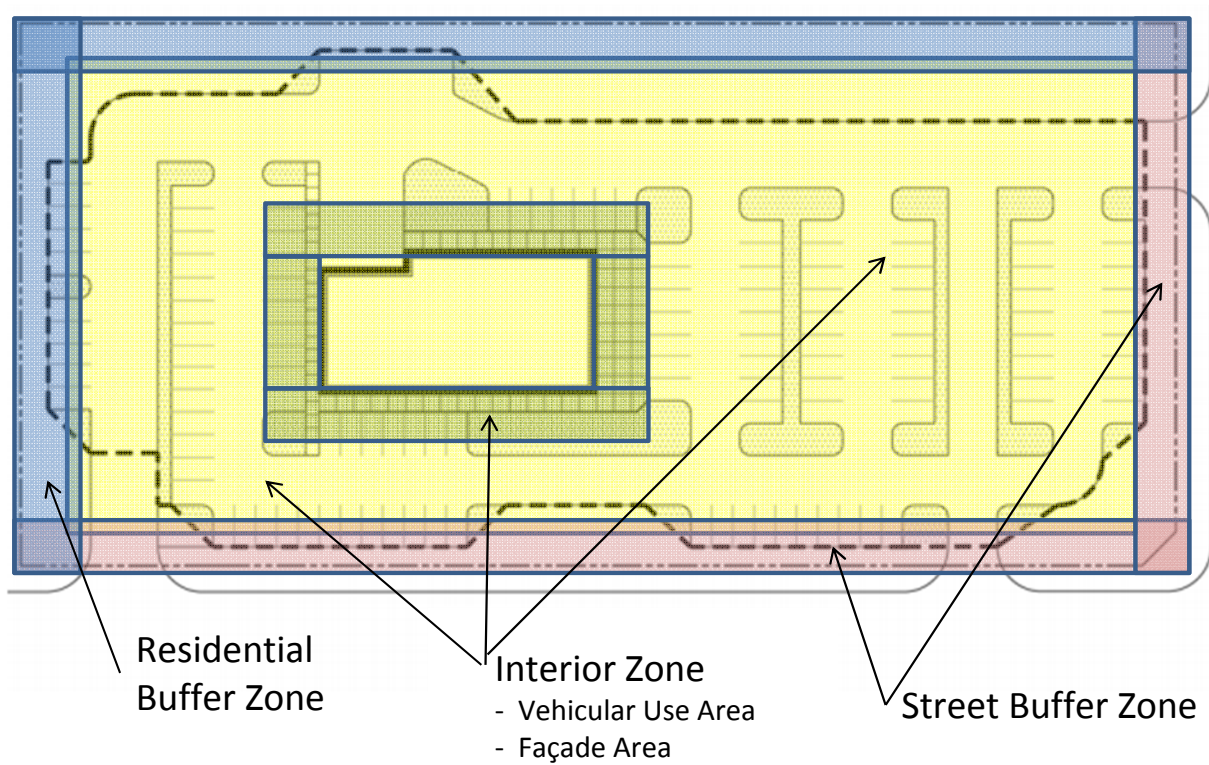 Residential
Buffer Zone
Interior Zone
- Vehicular Use Area
- Façade Area
Street Buffer Zone